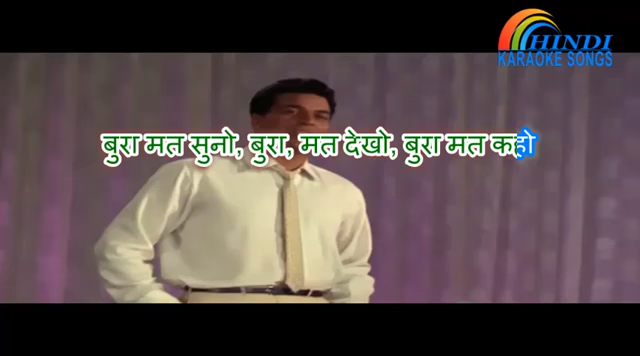 HINDI
KARAOKE SONGS
बुरा मत सुनो, बुरा, मत देखो, बुरा मत कहो